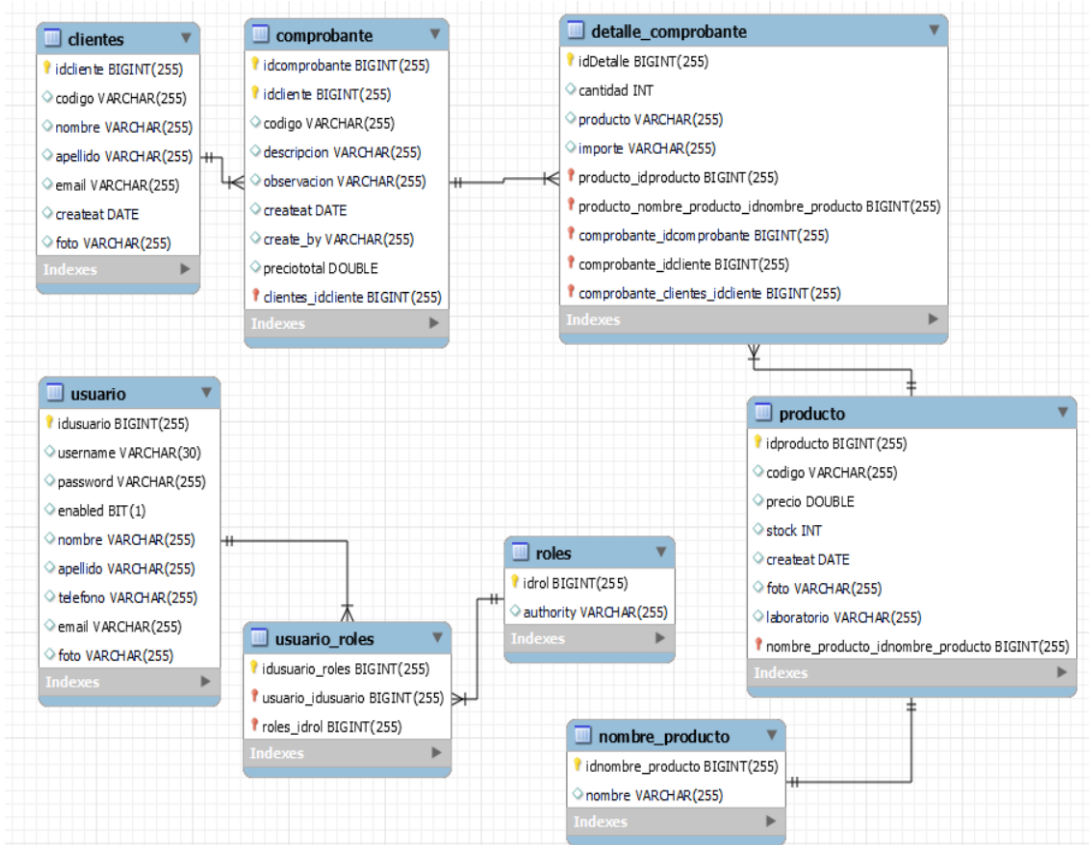 clientes
idcliente BIGINT(255)
codigo VARCHAR(255)
nombre VARCHAR(255)
apellido VARCHAR(255)
email VARCHAR(255)
createat DATE
foto VARCHAR(255)
Indexes
comprobante
idcomprobante BIGINT(255)
idcliente BIGINT(255)
codigo VARCHAR(255)
descripcion VARCHAR(255)
observacion VARCHAR(255)
createat DATE
create_by VARCHAR(255)
preciototal DOUBLE
clientes_idcliente BIGINT(255)
Indexes
detalle_comprobante
idDetalle BIGINT(255)
cantidad INT
producto VARCHAR(255)
importe VARCHAR(255)
producto_idproducto BIGINT(255)
producto_nombre_producto_idnombre_producto BIGINT(255)
comprobante_idcomprobante BIGINT(255)
comprobante_idcliente BIGINT(255)
comprobante_clientes_idcliente BIGINT(255)
Indexes
usuario
idusuario BIGINT(255)
username VARCHAR(30)
password VARCHAR(255)
enabled BIT(1)
nombre VARCHAR(255)
apellido VARCHAR(255)
telefono VARCHAR(255)
email VARCHAR(255)
foto VARCHAR(255)
Indexes
usuario_roles
idusuario_roles BIGINT(255)
usuario_idusuario BIGINT(255)
roles_idrol BIGINT(255)
Indexes
roles
idrol BIGINT(255)
authority VARCHAR(255)
Indexes
producto
idproducto BIGINT(255)
codigo VARCHAR(255)
precio DOUBLE
stock INT
createat DATE
foto VARCHAR(255)
laboratorio VARCHAR(255)
nombre_producto_idnombre_producto BIGINT(255)
Indexes
nombre_producto
idnombre_producto BIGINT(255)
nombre VARCHAR(255)
Indexes